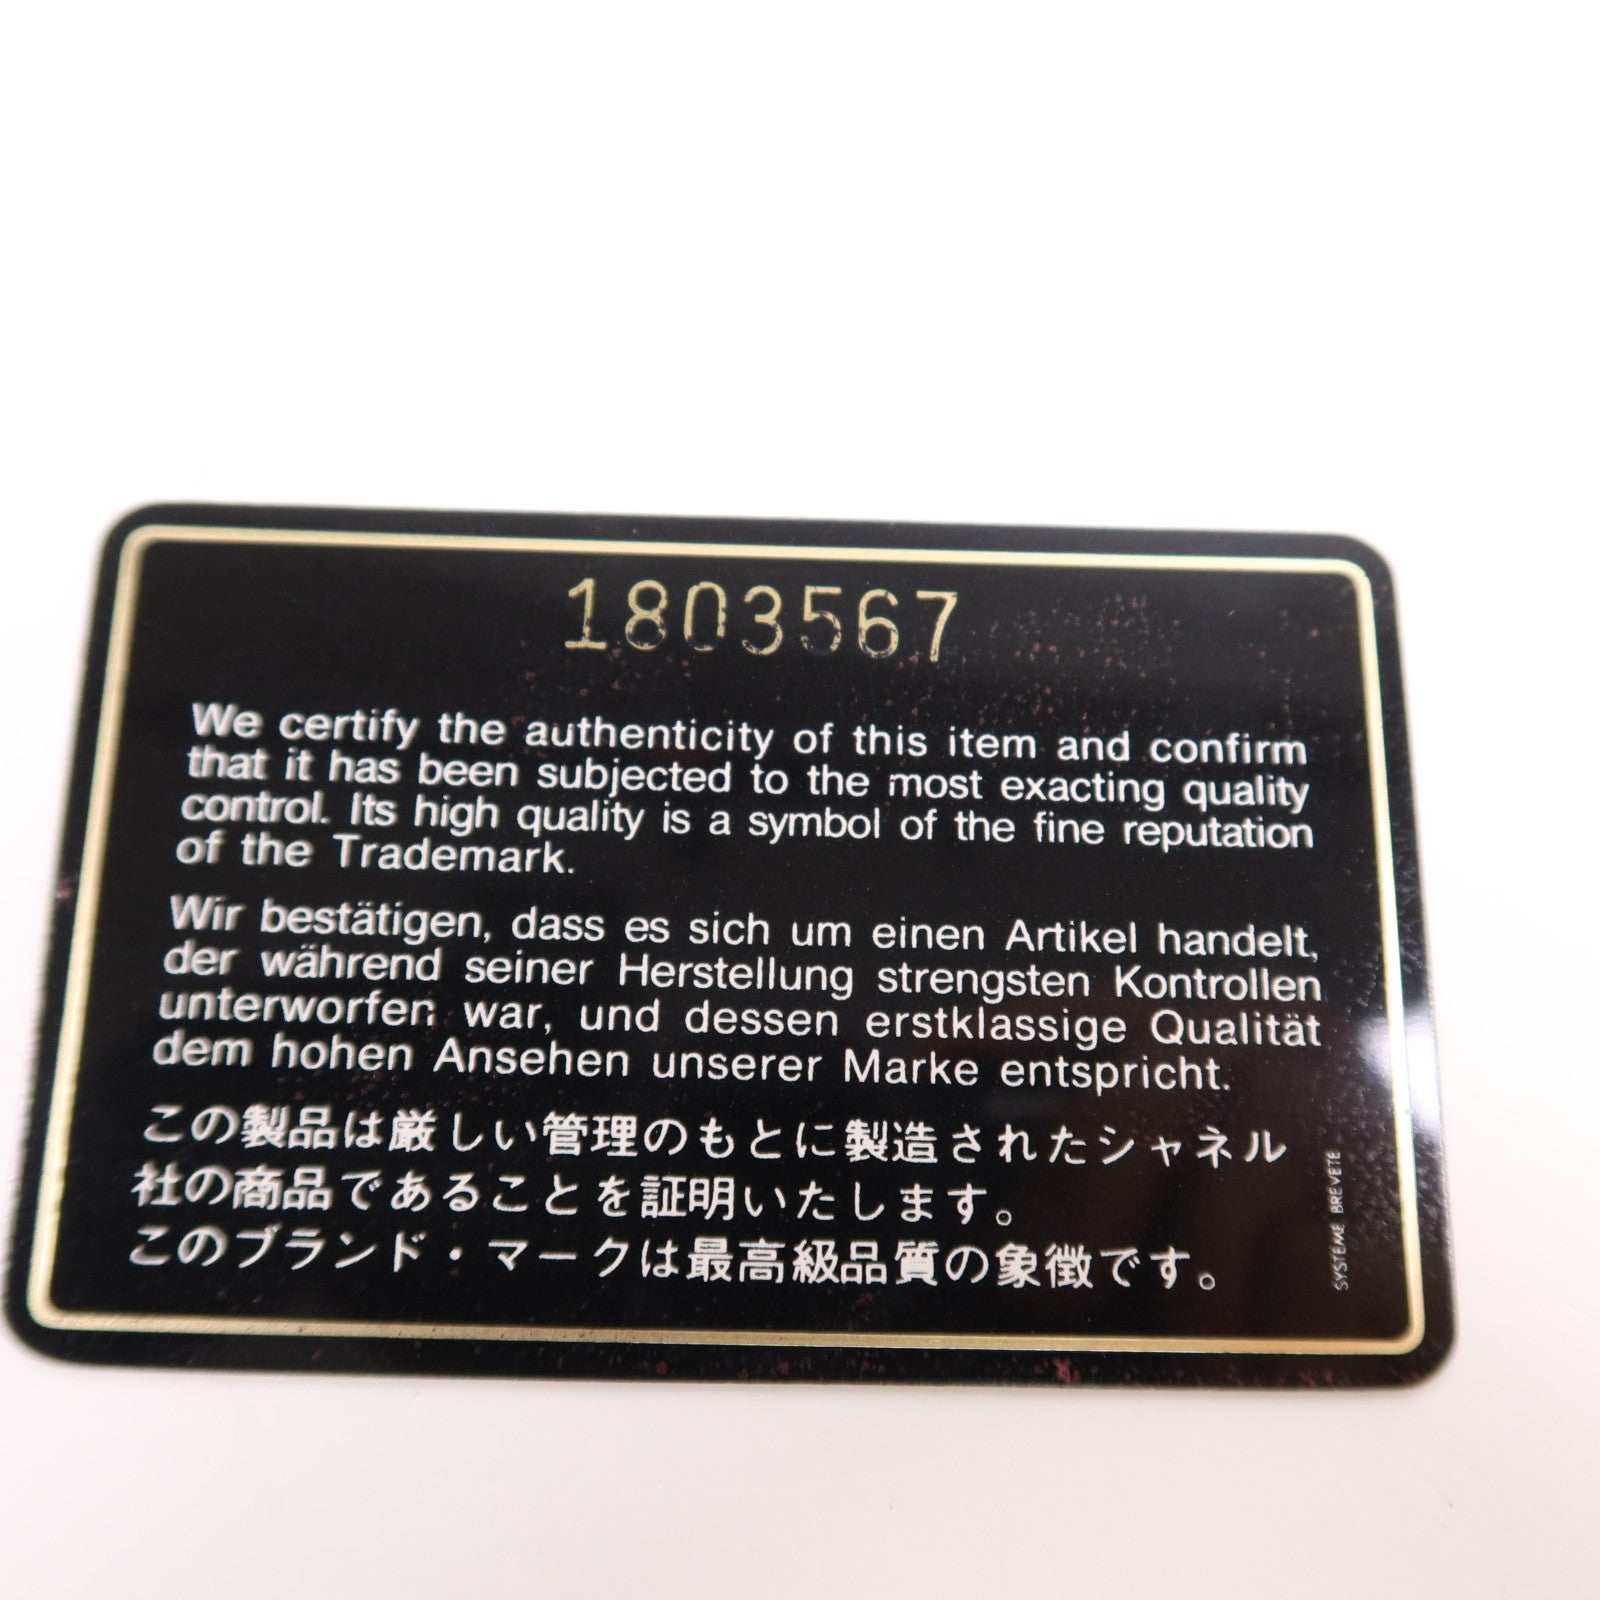 1803567
We certify the authenticity of this item and confirm
that it has been subjected to the most exacting quality
control. Its high quality is a symbol of the fine reputation
of the Trademark.
Wir bestätigen, dass es sich um einen Artikel handelt,
der während seiner Herstellung strengsten Kontrollen
unterworfen war, und dessen erstklassige Qualität
dem hohen Ansehen unserer Marke entspricht.
この製品は厳しい管理のもとに製造されたシャネル
社の商品であることを証明いたします。
このブランド・マークは最高級品質の象徴です。
SYSTEME BREVETE